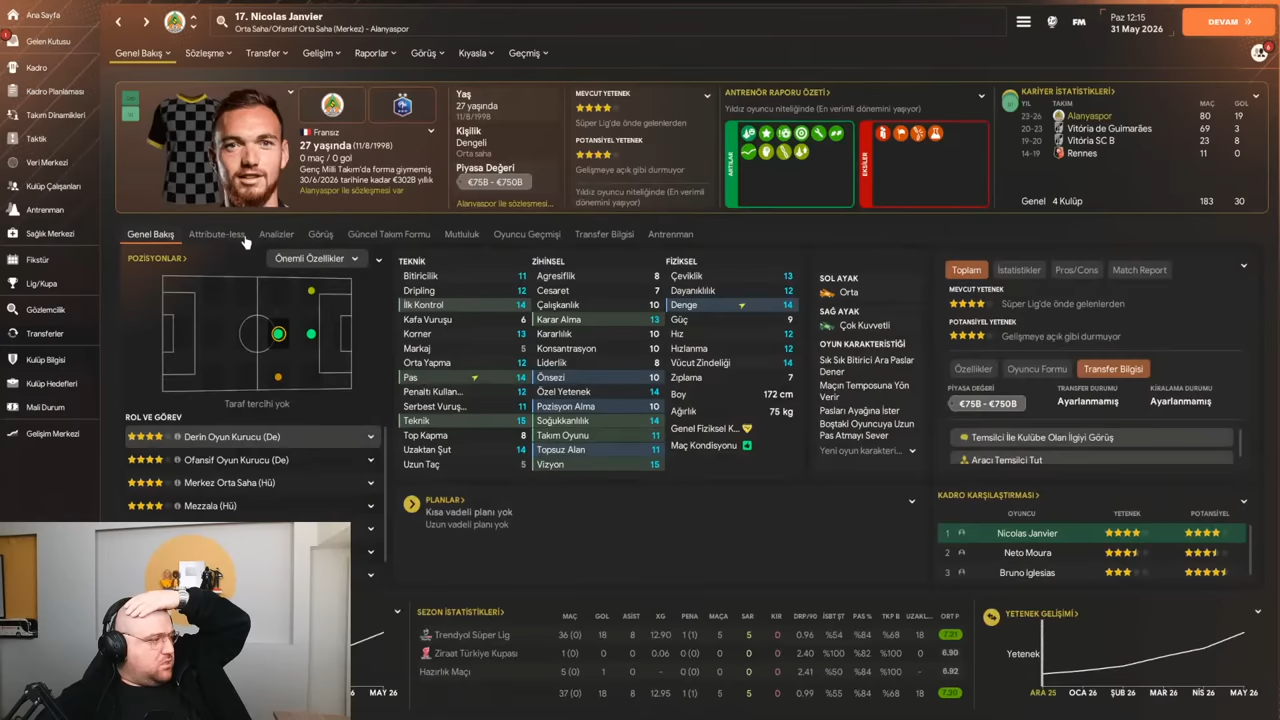 Ana Sayfa
Gelen Kutusu
Kadro
Kadro Planlaması
Takım Dinamikleri
Taktik
Veri Merkezi
Kulüp Çalışanları
Antrenman
Sağlık Merkezi
Fikstür
Lig/Kupa
Gözlemcilik
Transferler
Kulüp Bilgisi
Kulüp Hedefleri
Mali Durum
Gelişim Merkezi
17. Nicolas Janvier
Orta Saha/Ofansif Orta Saha (Merkez) - Alanyaspor
FM
Paz 12:15
31 May 2026
DEVAM
Genel Bakış
Sözleşme
Transfer
Gelişim
Raporlar
Görüş
Kıyasla
Geçmiş
Fransız
27 yaşında (11/8/1998)
0 maç / 0 gol
Genç Milli Takım'da forma giymemiş
30/6/2026 tarihine kadar €302B yıllık
Alanyaspor ile sözleşmesi var
Yaş
27 yaşında
11/8/1998
Kişilik
Dengeli
Orta saha
Piyasa Değeri
€75B - €750B
Alanyaspor ile sözleşmesi...
MEVCUT YETENEK
Süper Lig'de önde gelenlerden
POTANSİYEL YETENEK
Gelişmeye açık gibi durmuyor
Yıldız oyuncu niteliğinde (En verimli dönemini yaşıyor)
ANTRENÖR RAPORU ÖZETİ
Yıldız oyuncu niteliğinde (En verimli dönemini yaşıyor)
ARTILAR
EKSİLER
KARİYER İSTATİSTİKLERİ
YIL TAKIM MAÇ GOL
23-26 Alanyaspor 80 19
20-23 Vitória de Guimarães 69 3
19-20 Vitória SC B 23 8
14-19 Rennes 11 0
Genel 4 Kulüp 183 30
Genel Bakış
Attribute-less
Analizler
Görüş
Güncel Takım Formu
Mutluluk
Oyuncu Geçmişi
Transfer Bilgisi
Antrenman
POZİSYONLAR
Önemli Özellikler
Taraf tercihi yok
ROL VE GÖREV
Derin Oyun Kurucu (De)
Ofansif Oyun Kurucu (De)
Merkez Orta Saha (Hü)
Mezzala (Hü)
TEKNİK
Bitiricilik 11
Dripling 12
İlk Kontrol 14
Kafa Vuruşu 6
Korner 13
Markaj 5
Orta Yapma 12
Pas 14
Penaltı Kullan... 12
Serbest Vuruş... 11
Teknik 15
Top Kapma 8
Uzaktan Şut 14
Uzun Taç 5
ZİHİNSEL
Agresiflik 8
Cesaret 7
Çalışkanlık 10
Karar Alma 13
Kararlılık 10
Konsantrasyon 10
Liderlik 8
Önsezi 10
Özel Yetenek 14
Pozisyon Alma 10
Soğukkanlılık 14
Takım Oyunu 11
Topsuz Alan 11
Vizyon 15
FİZİKSEL
Çeviklik 13
Dayanıklılık 12
Denge 14
Güç 9
Hız 12
Hızlanma 12
Vücut Zindeliği 14
Zıplama 7
Boy 172 cm
Ağırlık 75 kg
Genel Fiziksel K...
Maç Kondisyonu
SOL AYAK
Orta
SAĞ AYAK
Çok Kuvvetli
OYUN KARAKTERİĞİ
Sık Sık Bitirici Ara Paslar Dener
Maçın Temposuna Yön Verir
Pasları Ayağına İster
Boştaki Oyuncuya Uzun Pas Atmayı Sever
Yeni oyun karakteri...
PLANLAR
Kısa vadeli planı yok
Uzun vadeli planı yok
Toplam
İstatistikler
Pros/Cons
Match Report
MEVCUT YETENEK
Süper Lig'de önde gelenlerden
POTANSİYEL YETENEK
Gelişmeye açık gibi durmuyor
Özellikler
Oyuncu Formu
Transfer Bilgisi
PİYASA DEĞERİ
€75B - €750B
TRANSFER DURUMU
Ayarlanmamış
KİRALAMA DURUMU
Ayarlanmamış
Temsilci İle Kulübe Olan İlgiyi Görüş
Aracı Temsilci Tut
KADRO KARŞILAŞTIRMASI
OYUNCU YETENEK POTANSİYEL
1 Nicolas Janvier
2 Neto Moura
3 Bruno Iglesias
SEZON İSTATİSTİKLERİ
MAÇ GOL ASİST XG PENA MAÇA SAR KIR DRP/90 İSBT ŞT PAS % TKP B UZAKL... ORT P
Trendyol Süper Lig 36 (0) 18 8 12.90 1 (1) 5 5 0 0.96 %54 %84 %68 18 7.21
Ziraat Türkiye Kupası 1 (0) 0 0 0.06 0 (0) 0 0 0 2.40 %100 %82 %100 0 6.90
Hazırlık Maçı 5 (0) 1 0 - 0 (0) 0 0 0 2.41 %50 %84 - - 6.92
37 (0) 18 8 12.95 1 (1) 5 5 0 0.99 %55 %84 %68 18 7.20
YETENEK GELİŞİMİ
Yetenek
ARA 25 OCA 26 ŞUB 26 MAR 26 NİS 26 MAY 26
MAY 26